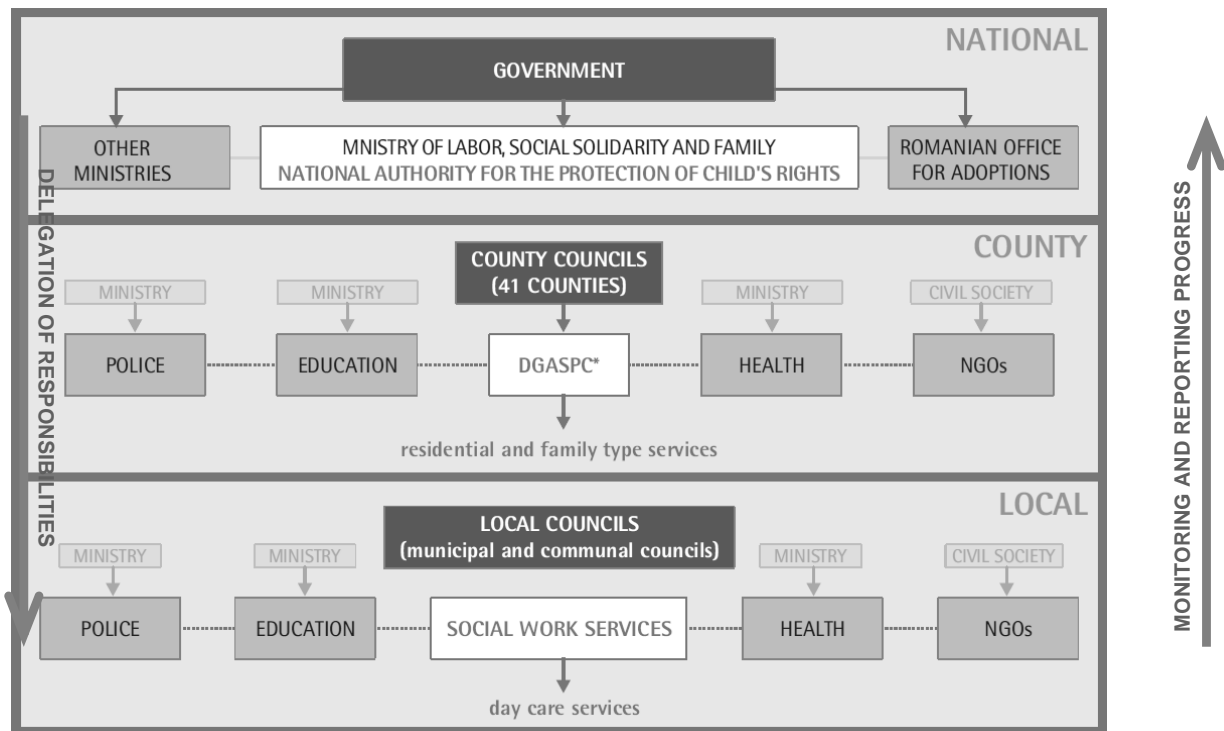 NATIONAL
GOVERNMENT
OTHER
MINISTRIES
MNISTRY OF LABOR, SOCIAL SOLIDARITY AND FAMILY
NATIONAL AUTHORITY FOR THE PROTECTION OF CHILD'S RIGHTS
ROMANIAN OFFICE
FOR ADOPTIONS
DELEGATION OF RESPONSIBILITIES
MONITORING AND REPORTING PROGRESS
COUNTY
COUNTY COUNCILS
(41 COUNTIES)
MINISTRY
MINISTRY
MINISTRY
CIVIL SOCIETY
POLICE
EDUCATION
DGASPC*
HEALTH
NGOs
residential and family type services
LOCAL
LOCAL COUNCILS
(municipal and communal councils)
MINISTRY
MINISTRY
MINISTRY
CIVIL SOCIETY
POLICE
EDUCATION
SOCIAL WORK SERVICES
HEALTH
NGOs
day care services